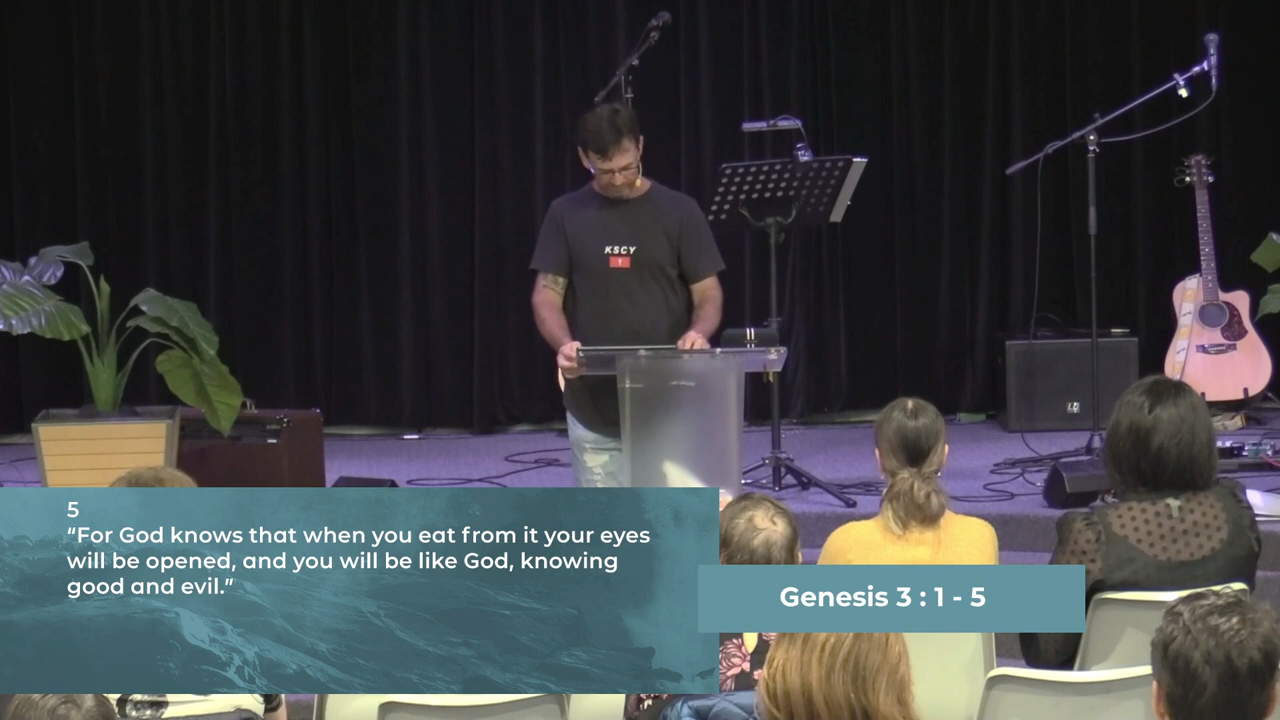 KSCY
5
“For God knows that when you eat from it your eyes
will be opened, and you will be like God, knowing
good and evil.”
Genesis 3 : 1 - 5